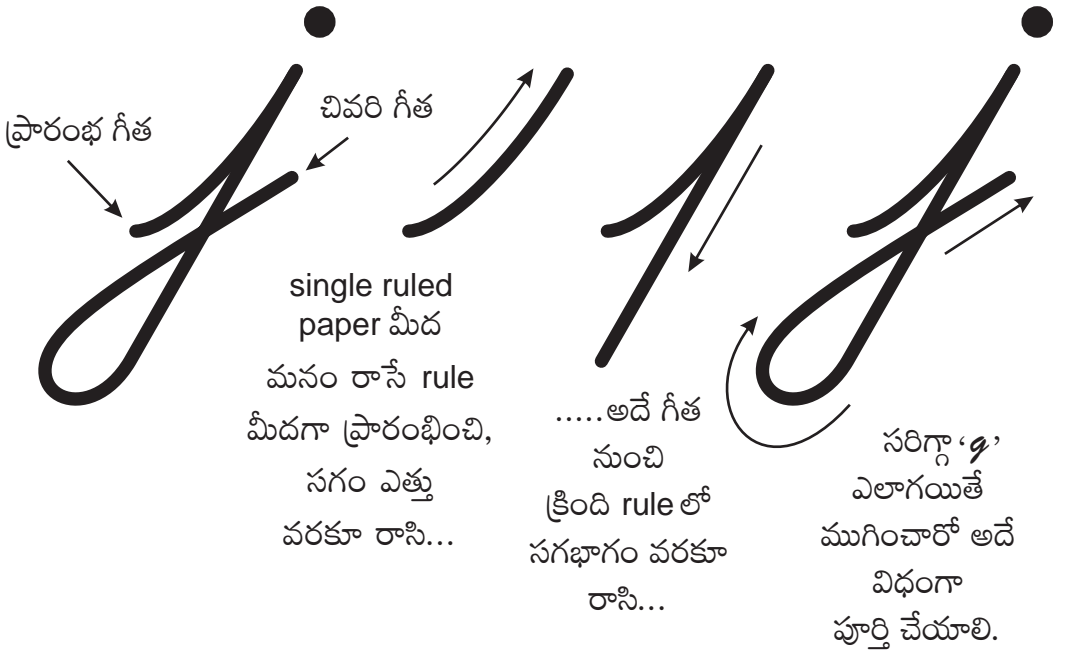 j
j
ప్రారంభ గీత
చివరి గీత
single ruled
paper మీద
మనం రాసే rule
మీదగా ప్రారంభించి,
సగం ఎత్తు
వరకూ రాసి...
.....అదే గీత
నుంచి
క్రింది rule లో
సగభాగం వరకూ
రాసి...
సరిగ్గా ‘g’
ఎలాగయితే
ముగించారో అదే
విధంగా
పూర్తి చేయాలి.